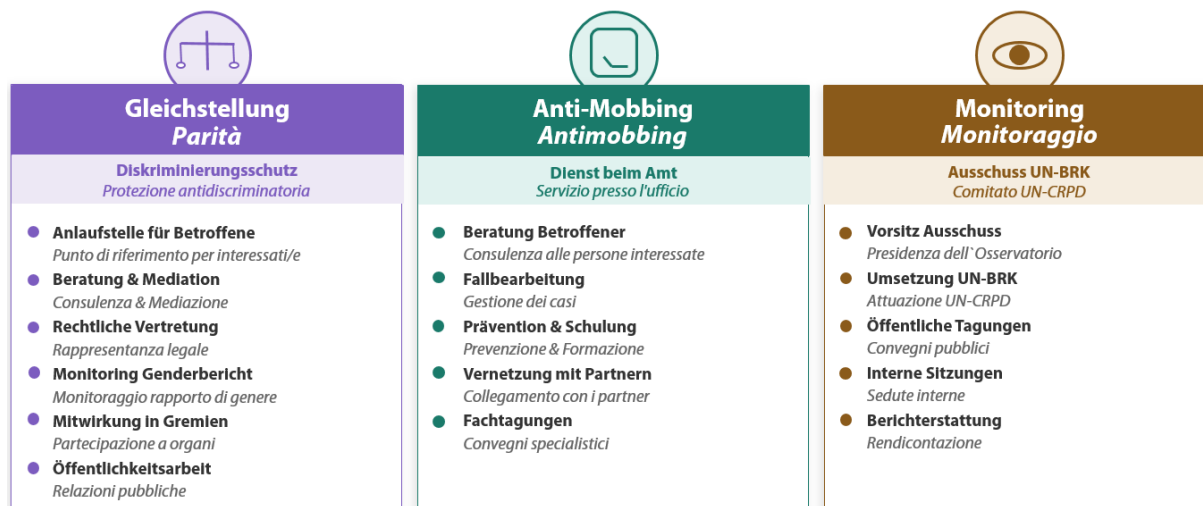 Gleichstellung
Parità
Diskriminierungsschutz
Protezione antidiscriminatoria
Anlaufstelle für Betroffene
Punto di riferimento per interessati/e
Beratung & Mediation
Consulenza & Mediazione
Rechtliche Vertretung
Rappresentanza legale
Monitoring Genderbericht
Monitoraggio rapporto di genere
Mitwirkung in Gremien
Partecipazione a organi
Öffentlichkeitsarbeit
Relazioni pubbliche
Anti-Mobbing
Antimobbing
Dienst beim Amt
Servizio presso l'ufficio
Beratung Betroffener
Consulenza alle persone interessate
Fallbearbeitung
Gestione dei casi
Prävention & Schulung
Prevenzione & Formazione
Vernetzung mit Partnern
Collegamento con i partner
Fachtagungen
Convegni specialistici
Monitoring
Monitoraggio
Ausschuss UN-BRK
Comitato UN-CRPD
Vorsitz Ausschuss
Presidenza dell`Osservatorio
Umsetzung UN-BRK
Attuazione UN-CRPD
Öffentliche Tagungen
Convegni pubblici
Interne Sitzungen
Sedute interne
Berichterstattung
Rendicontazione